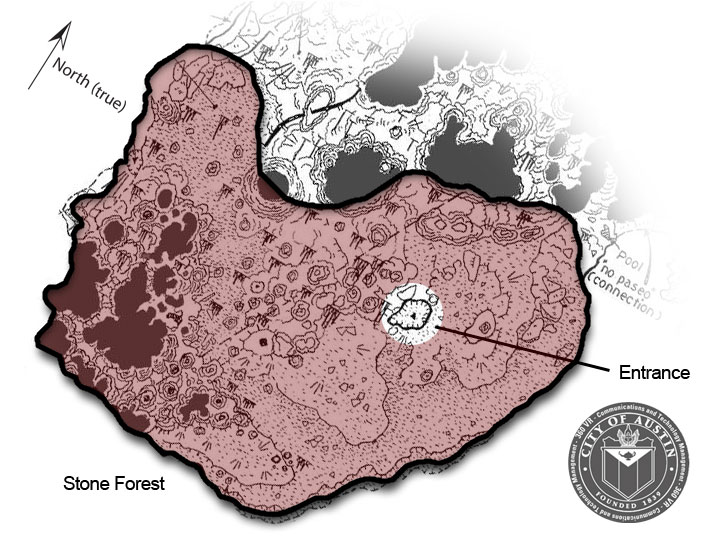 North (true)
Pool
no paseo
(connection)
Entrance
Stone Forest
360 VR - Communications and Technology Management - 360 VR - Communications and Technology Management -
CITY OF AUSTIN
FOUNDED 1839